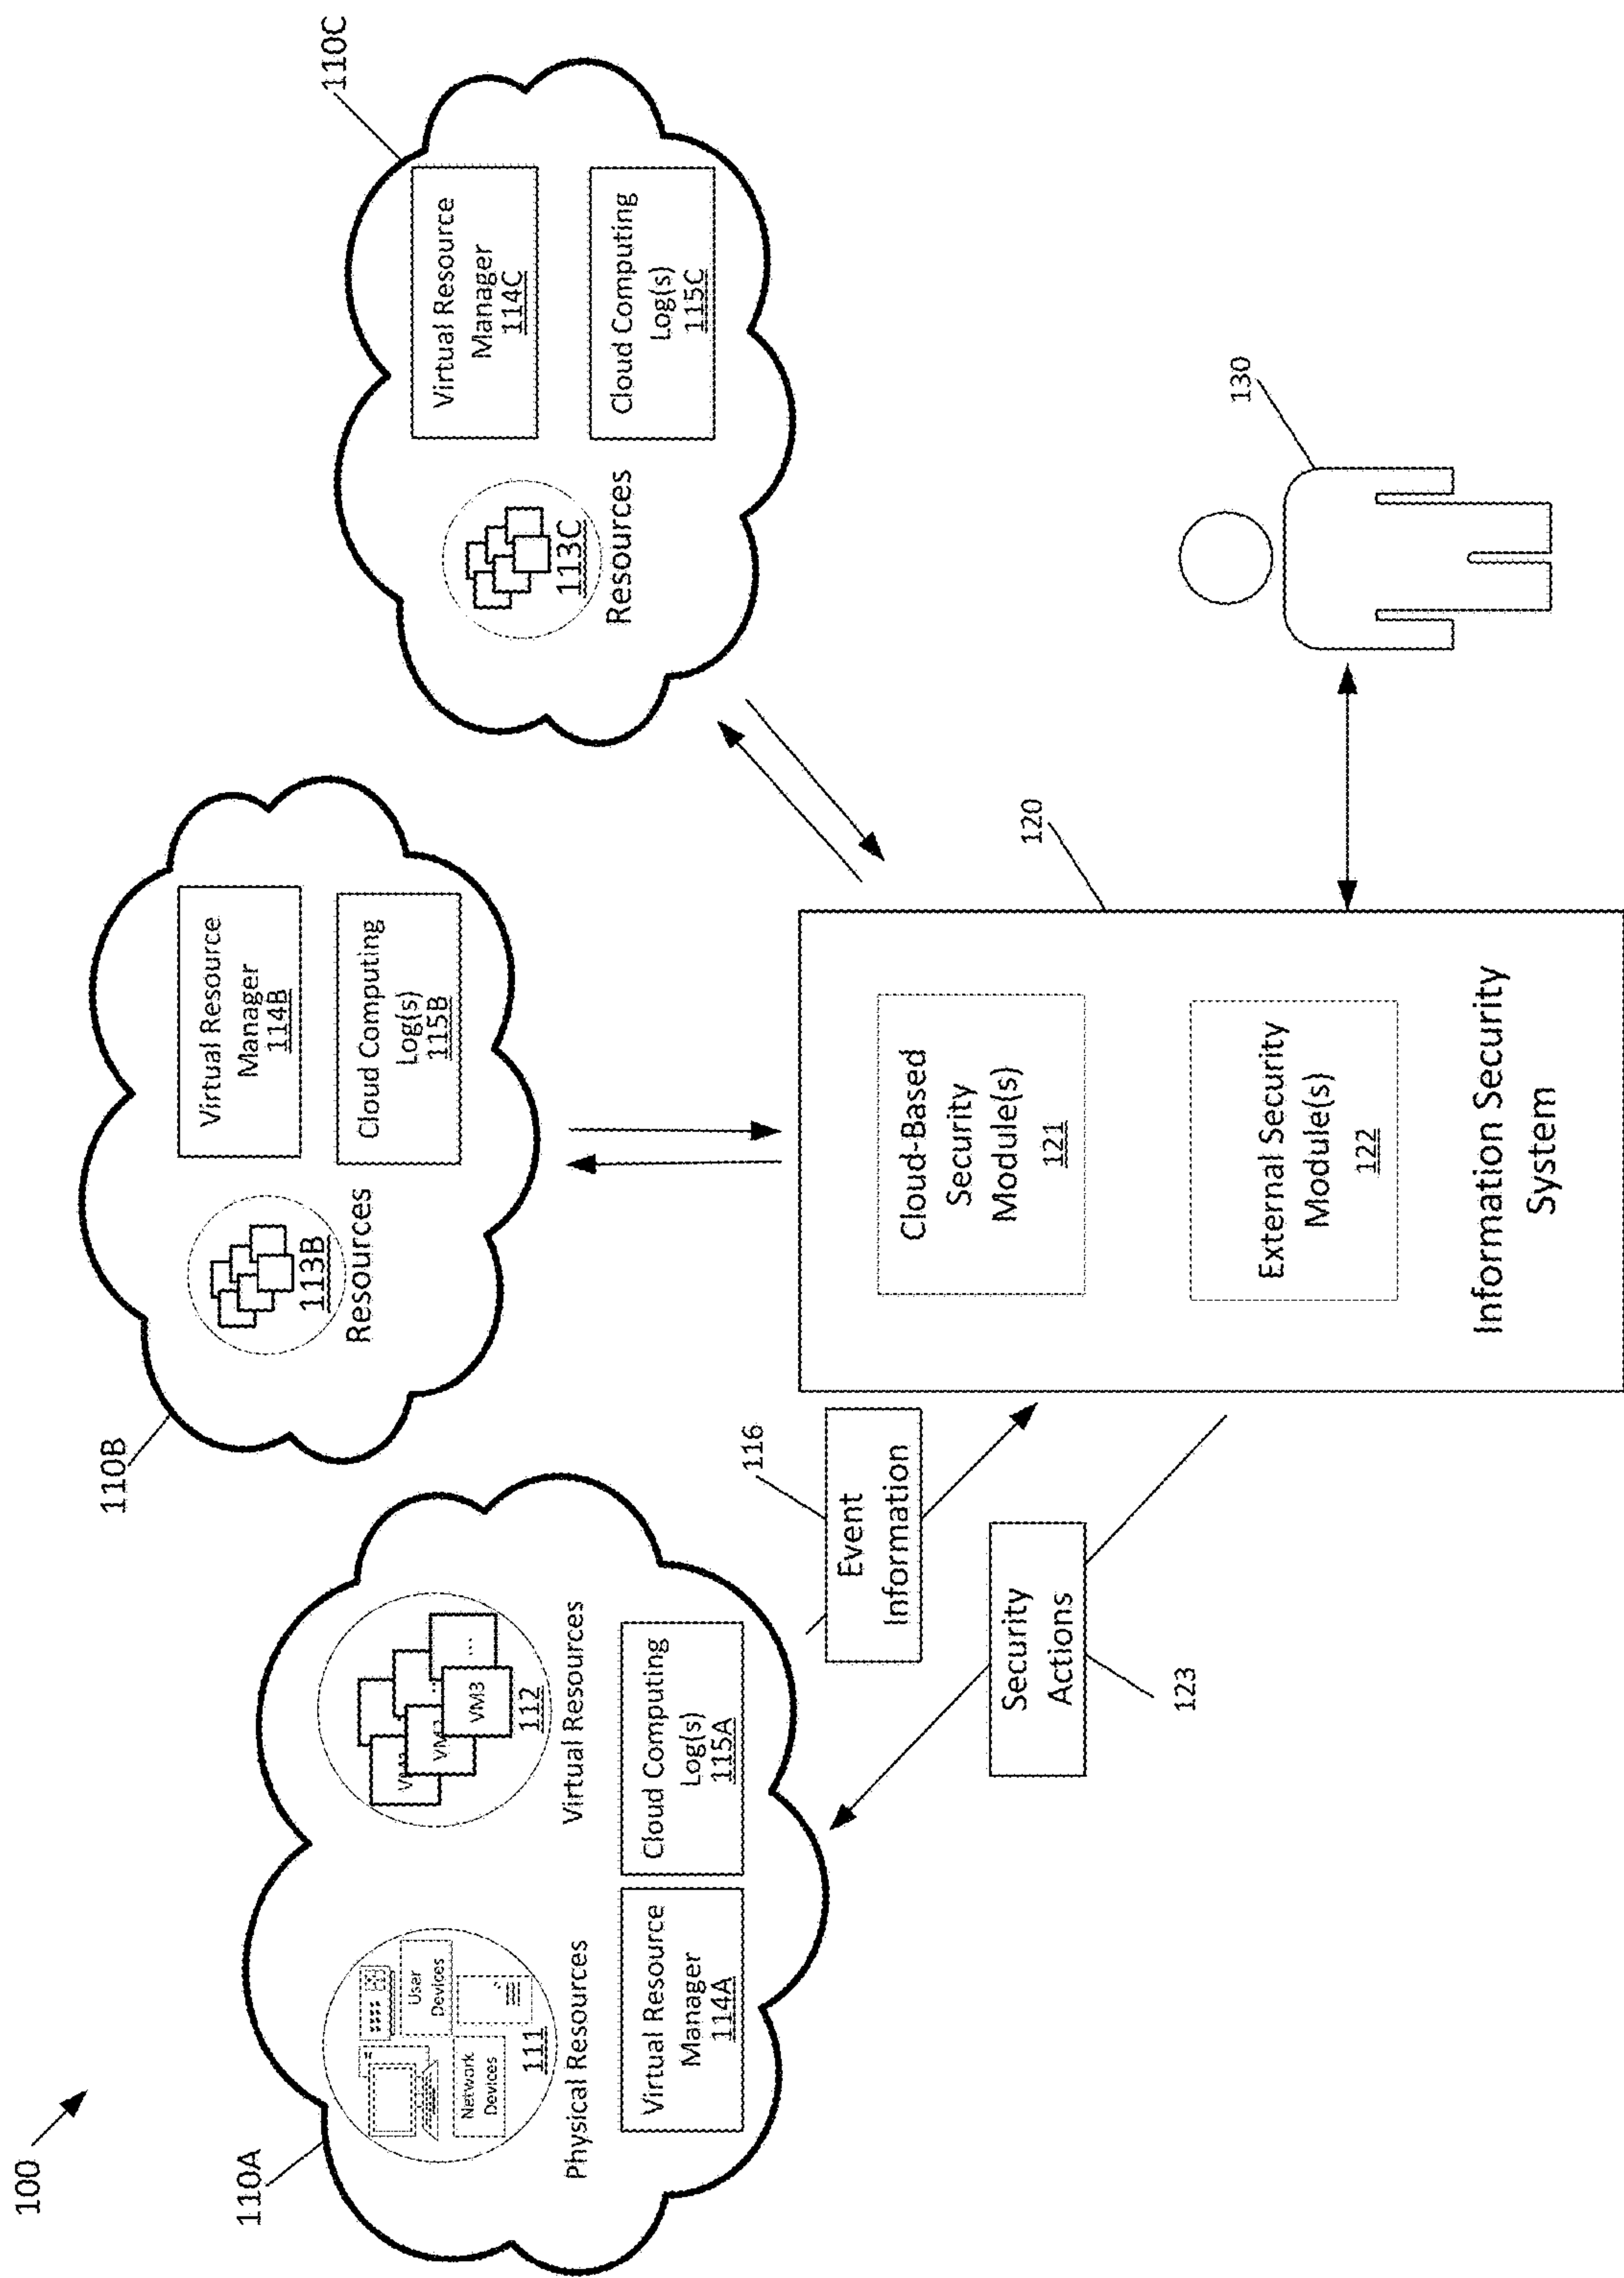 100
110A
Network
Devices
User
Devices
111
Physical Resources
VM3
112
Virtual Resources
Virtual Resource
Manager
114A
Cloud Computing
Log(s)
115A
110B
113B
Resources
Virtual Resource
Manager
114B
Cloud Computing
Log(s)
115B
110C
113C
Resources
Virtual Resource
Manager
114C
Cloud Computing
Log(s)
115C
116
Event
Information
Security
Actions
123
120
Cloud-Based
Security
Module(s)
121
External Security
Module(s)
122
Information Security
System
130